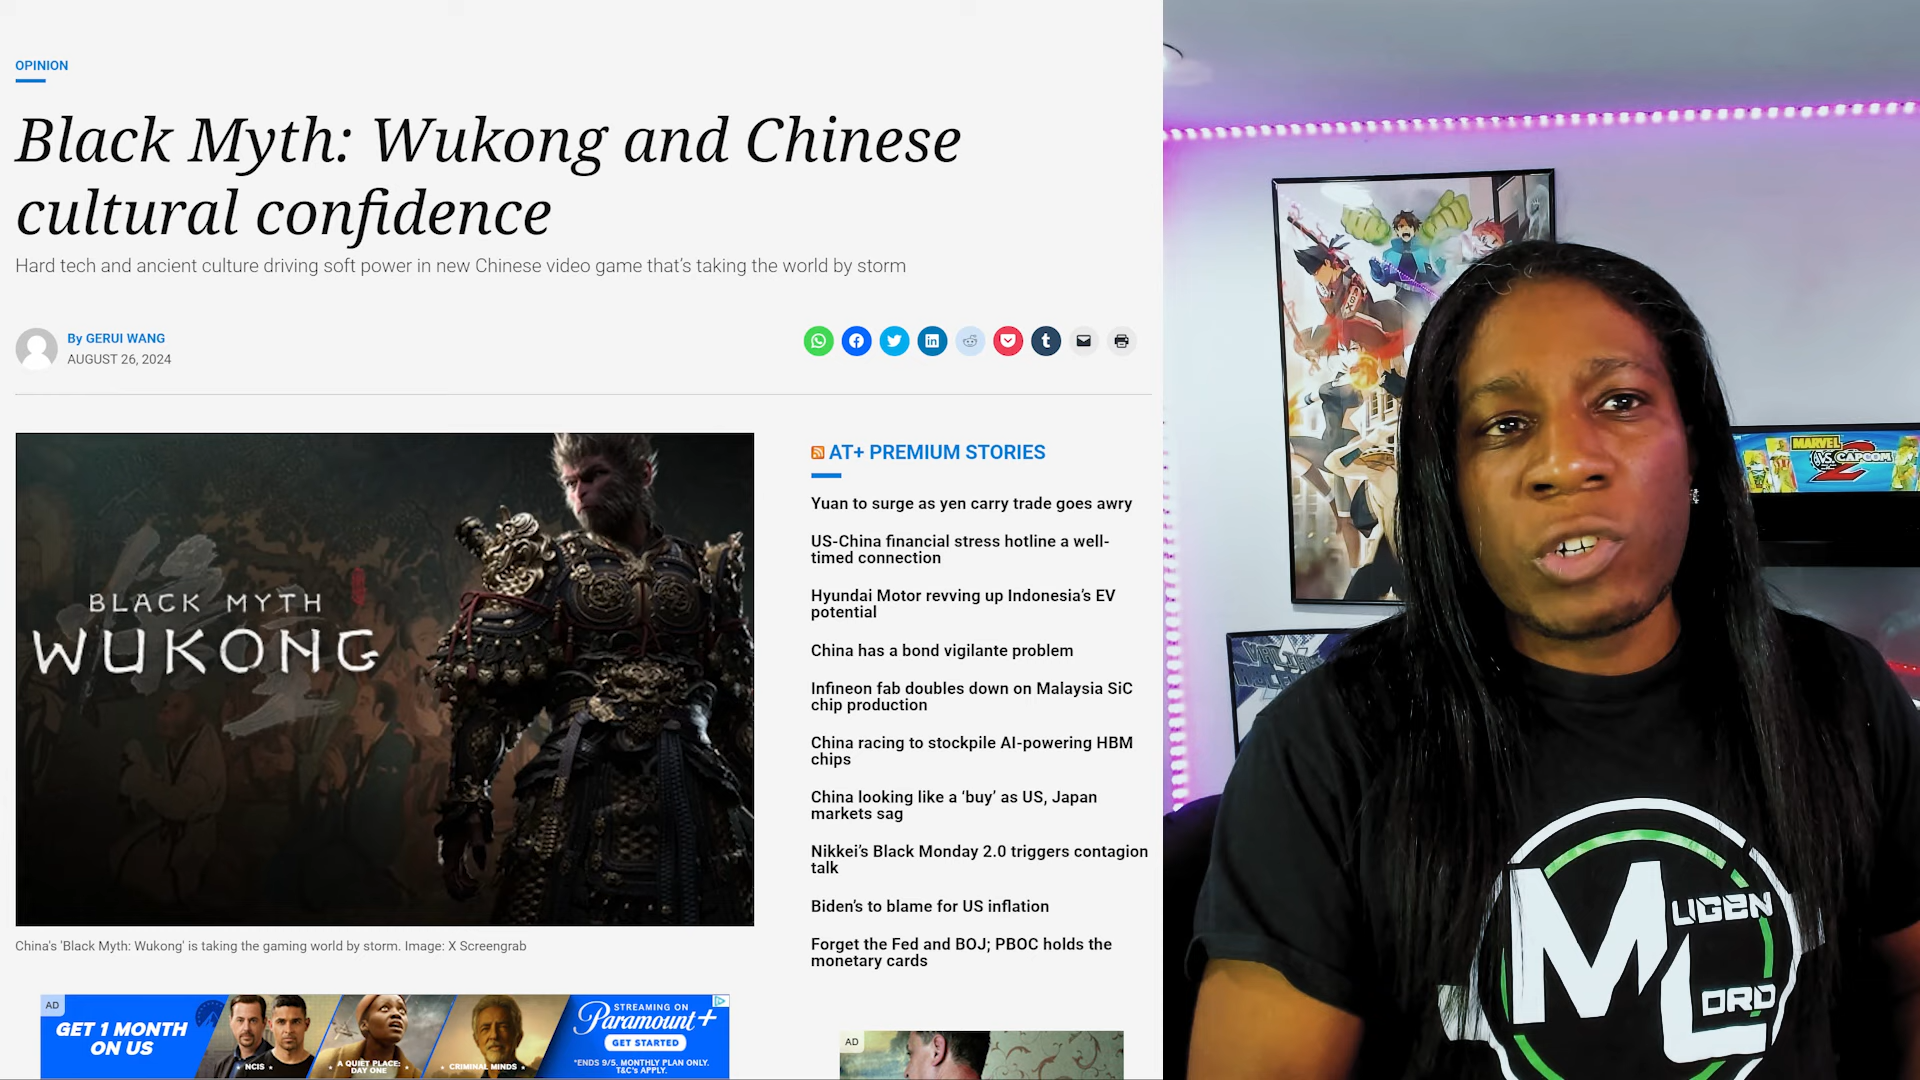 OPINION
Black Myth: Wukong and Chinese
cultural confidence
Hard tech and ancient culture driving soft power in new Chinese video game that's taking the world by storm
By GERUI WANG
AUGUST 26, 2024
BLACK MYTH
WUKONG
China's 'Black Myth: Wukong' is taking the gaming world by storm. Image: X Screengrab
AD
GET 1 MONTH
ON US
NCIS
A QUIET PLACE:
DAY ONE
CRIMINAL MINDS
STREAMING ON
Paramount+
GET STARTED
*ENDS 9/5. MONTHLY PLAN ONLY.
T&C's APPLY.
AT+ PREMIUM STORIES
Yuan to surge as yen carry trade goes awry
US-China financial stress hotline a well-
timed connection
Hyundai Motor revving up Indonesia's EV
potential
China has a bond vigilante problem
Infineon fab doubles down on Malaysia SiC
chip production
China racing to stockpile AI-powering HBM
chips
China looking like a 'buy' as US, Japan
markets sag
Nikkei's Black Monday 2.0 triggers contagion
talk
Biden's to blame for US inflation
Forget the Fed and BOJ; PBOC holds the
monetary cards
AD
MARVEL
VS. CAPCOM
2
MUGEN
LORD